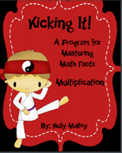 Kicking It!
A Program for
Mastering
Math Facts
Multiplication
By: Kelly Malloy